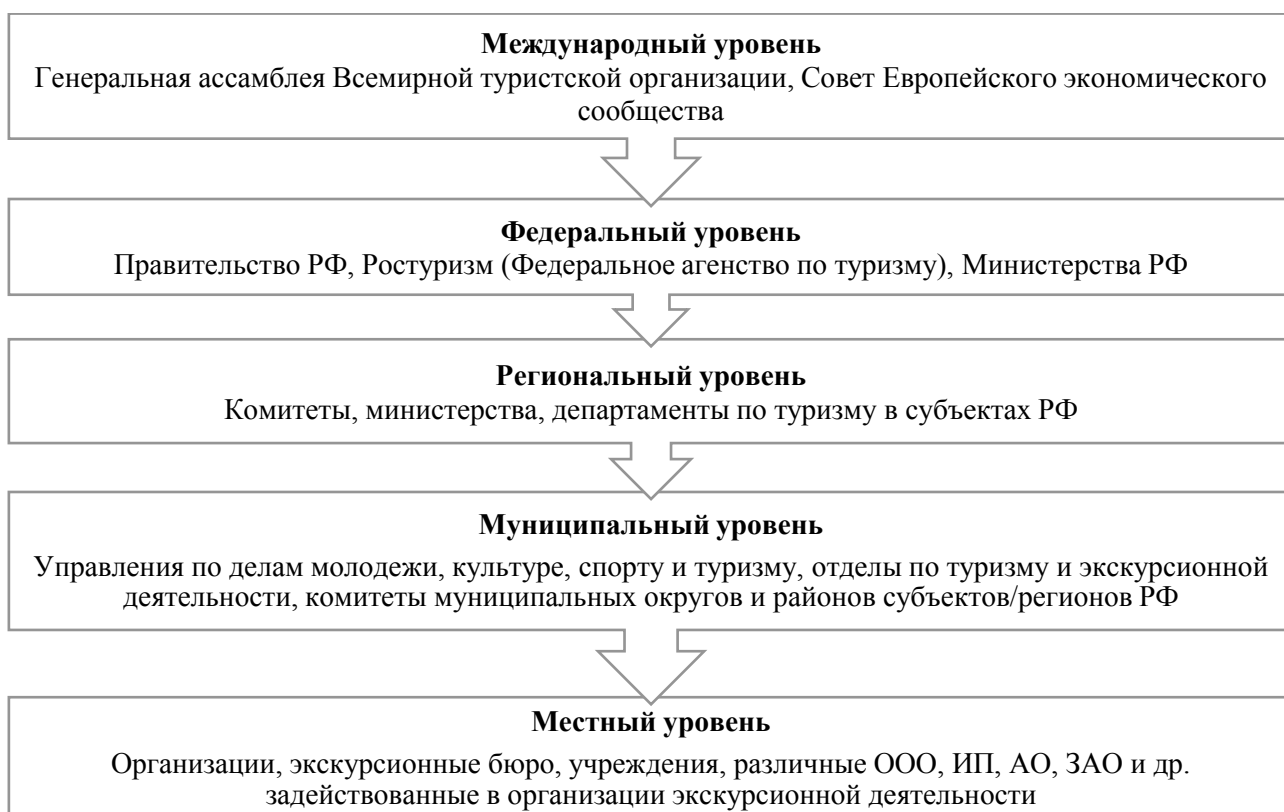 Международный уровень
Генеральная ассамблея Всемирной туристской организации, Совет Европейского экономического
сообщества
Федеральный уровень
Правительство РФ, Ростуризм (Федеральное агенство по туризму), Министерства РФ
Региональный уровень
Комитеты, министерства, департаменты по туризму в субъектах РФ
Муниципальный уровень
Управления по делам молодежи, культуре, спорту и туризму, отделы по туризму и экскурсионной
деятельности, комитеты муниципальных округов и районов субъектов/регионов РФ
Местный уровень
Организации, экскурсионные бюро, учреждения, различные ООО, ИП, АО, ЗАО и др.
задействованные в организации экскурсионной деятельности